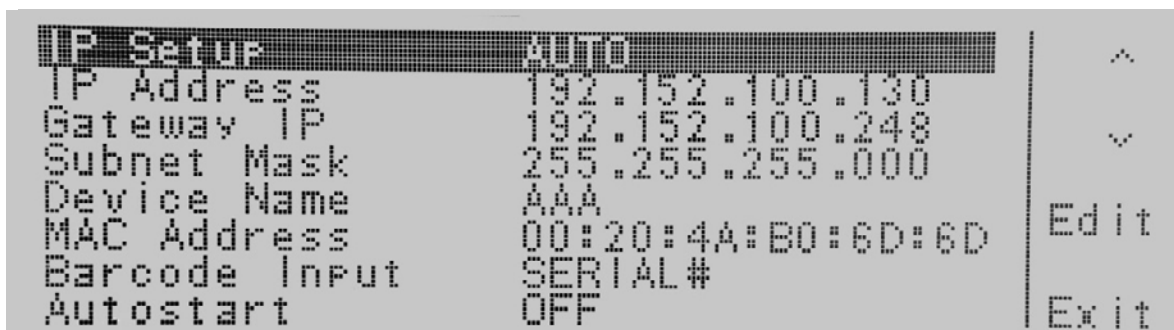 IP Setup AUTO
IP Address 192.152.100.130
Gateway IP 192.152.100.248
Subnet Mask 255.255.255.000
Device Name AAA
MAC Address 00:20:4A:B0:6D:6D
Barcode Input SERIAL#
Autostart OFF
^
v
Edit
Exit